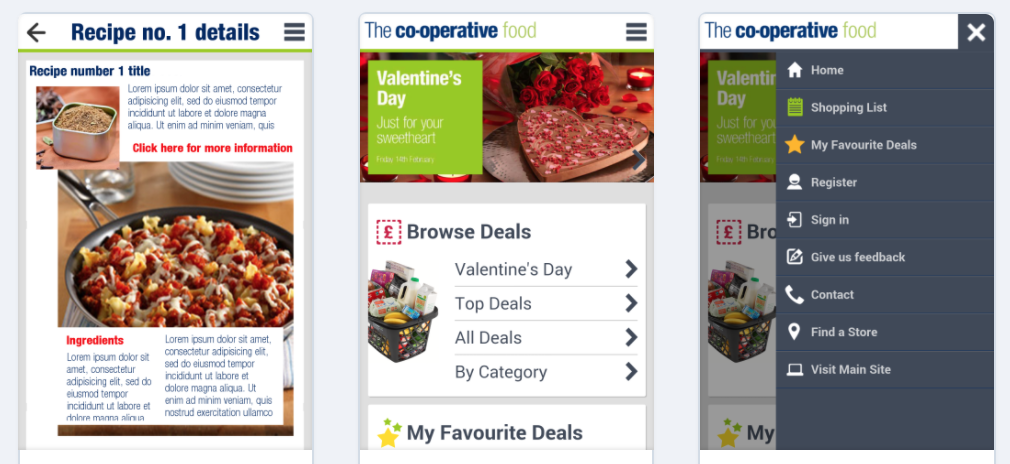 Recipe no. 1 details
Recipe number 1 title
Lorem ipsum dolor sit amet, consectetur
adipisicing elit, sed do eiusmod tempor
incididunt ut labore et dolore magna
aliqua. Ut enim ad minim veniam, quis
Click here for more information
Ingredients
Lorem ipsum dolor sit
amet, consectetur
adipisicing elit, sed do
eiusmod tempor
incididunt ut labore et
dolore magna aliqua.
Lorem ipsum dolor sit amet,
consectetur adipisicing elit,
sed do eiusmod tempor
incididunt ut labore et
dolore magna aliqua. Ut
enim ad minim veniam, quis
nostrud exercitation ullamco
The co-operative food
Valentine's
Day
Just for your
sweetheart
Friday 14th February
£ Browse Deals
Valentine's Day
Top Deals
All Deals
By Category
My Favourite Deals
The co-operative food
Valentin
Day
Just for you
sweetheart
Friday 14th February
£ Bro
My
Home
Shopping List
My Favourite Deals
Register
Sign in
Give us feedback
Contact
Find a Store
Visit Main Site